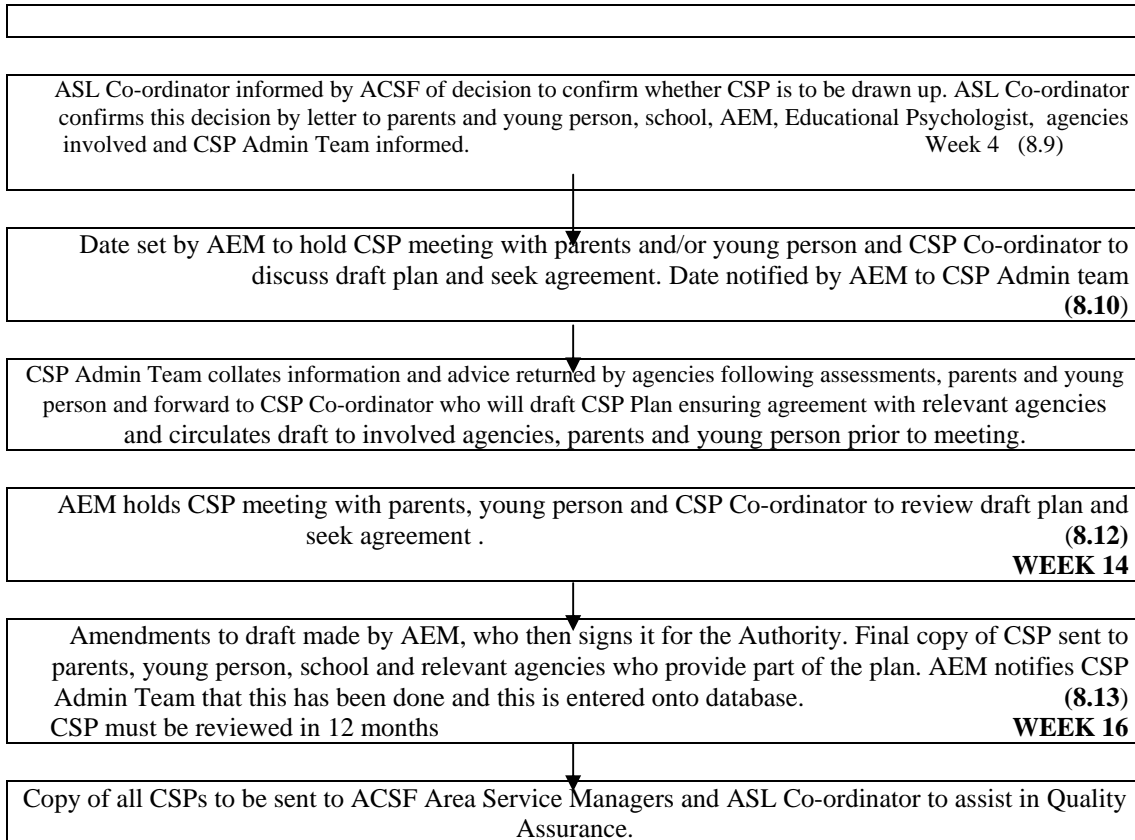 ASL Co-ordinator informed by ACSF of decision to confirm whether CSP is to be drawn up. ASL Co-ordinator
confirms this decision by letter to parents and young person, school, AEM, Educational Psychologist, agencies
involved and CSP Admin Team informed. Week 4 (8.9)
Date set by AEM to hold CSP meeting with parents and/or young person and CSP Co-ordinator to
discuss draft plan and seek agreement. Date notified by AEM to CSP Admin team
(8.10)
CSP Admin Team collates information and advice returned by agencies following assessments, parents and young
person and forward to CSP Co-ordinator who will draft CSP Plan ensuring agreement with relevant agencies
and circulates draft to involved agencies, parents and young person prior to meeting.
AEM holds CSP meeting with parents, young person and CSP Co-ordinator to review draft plan and
seek agreement . (8.12)
WEEK 14
Amendments to draft made by AEM, who then signs it for the Authority. Final copy of CSP sent to
parents, young person, school and relevant agencies who provide part of the plan. AEM notifies CSP
Admin Team that this has been done and this is entered onto database. (8.13)
CSP must be reviewed in 12 months WEEK 16
Copy of all CSPs to be sent to ACSF Area Service Managers and ASL Co-ordinator to assist in Quality
Assurance.